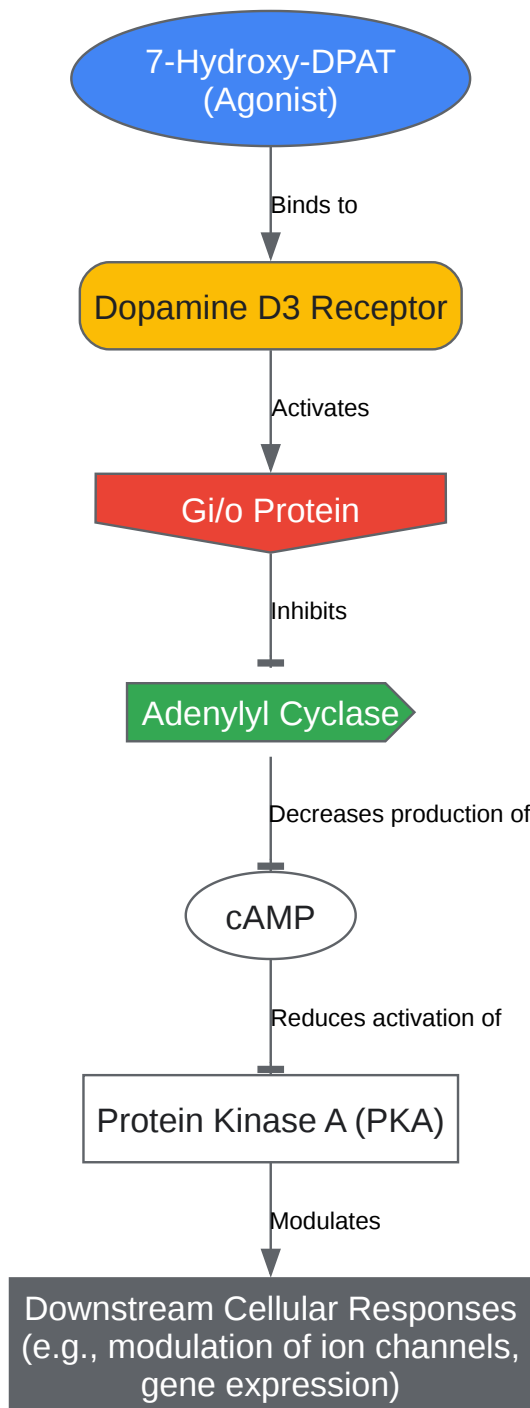 7-Hydroxy-DPAT
(Agonist)
Binds to
Dopamine D3 Receptor
Activates
Gi/o Protein
Inhibits
Adenylyl Cyclase
Decreases production of
cAMP
Reduces activation of
Protein Kinase A (PKA)
Modulates
Downstream Cellular Responses
(e.g., modulation of ion channels,
gene expression)